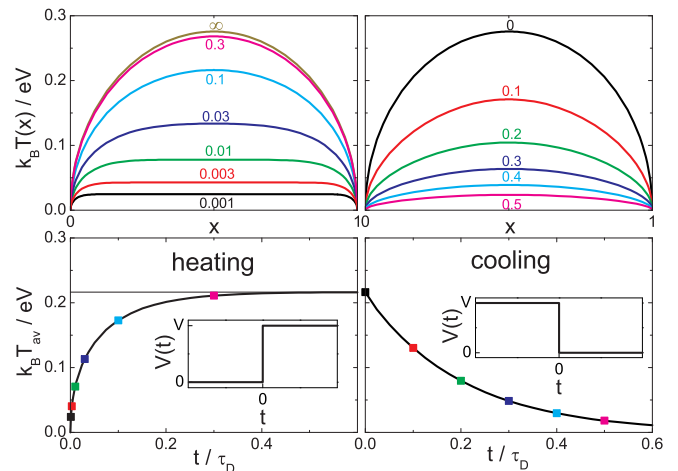 0.3
0.2
0.1
0.0
k_B T(x) / eV
∞
0.3
0.1
0.03
0.01
0.003
0.001
0
x
1
0
0.1
0.2
0.3
0.4
0.5
0
x
1
0.3
0.2
0.1
0.0
k_B T_av / eV
heating
V
0
V(t)
0
t
0.0
0.2
0.4
t / τ_D
cooling
V
0
V(t)
0
t
0.0
0.2
0.4
0.6
t / τ_D